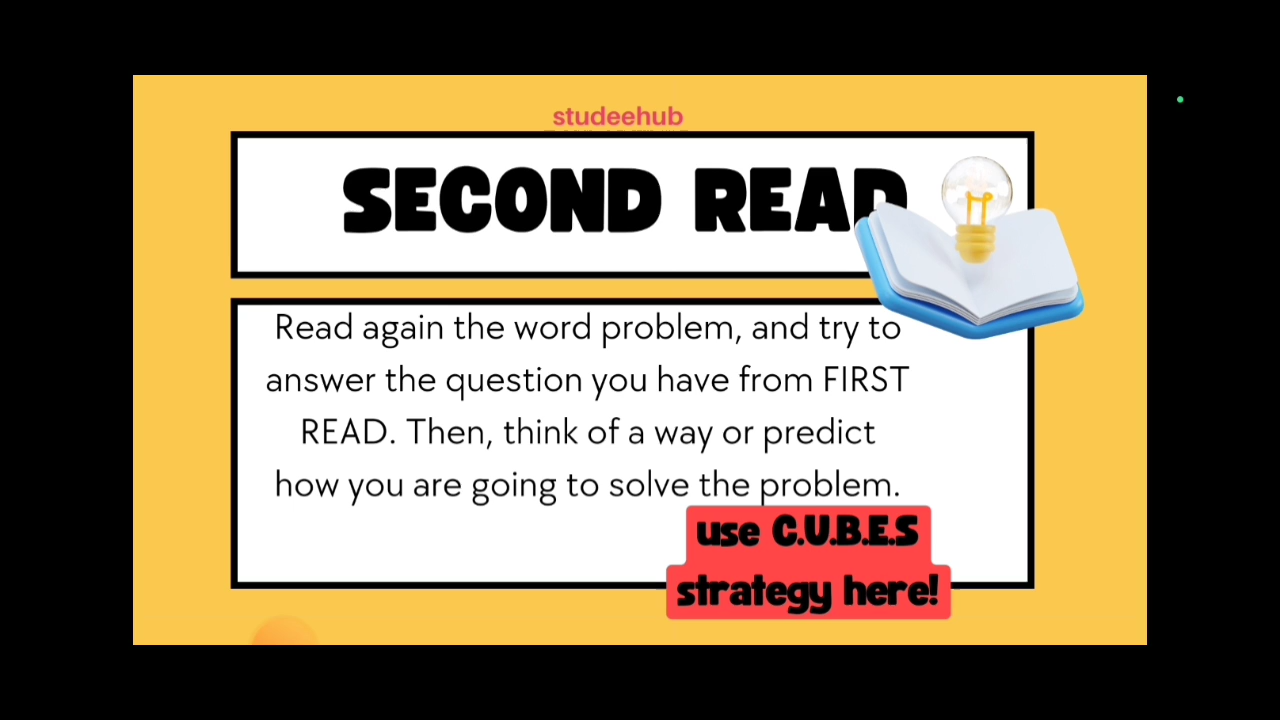 studeehub
SECOND READ
Read again the word problem, and try to
answer the question you have from FIRST
READ. Then, think of a way or predict
how you are going to solve the problem.
use C.U.B.E.S
strategy here!